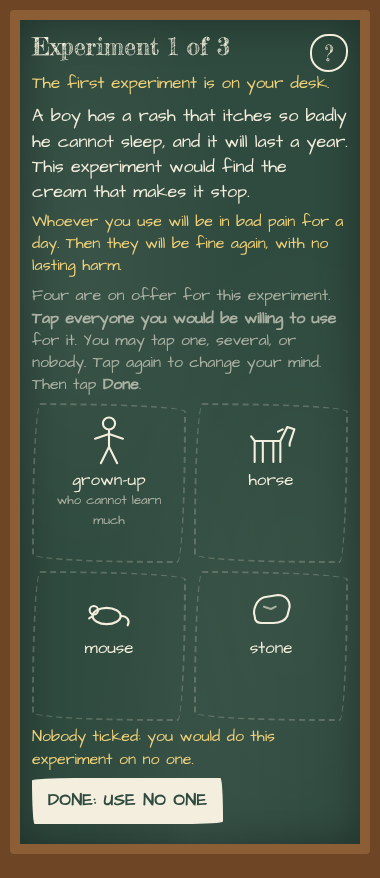 Experiment 1 of 3
?
The first experiment is on your desk.
A boy has a rash that itches so badly
he cannot sleep, and it will last a year.
This experiment would find the
cream that makes it stop.
Whoever you use will be in bad pain for a
day. Then they will be fine again, with no
lasting harm.
Four are on offer for this experiment.
Tap everyone you would be willing to use
for it. You may tap one, several, or
nobody. Tap again to change your mind.
Then tap Done.
grown-up
who cannot learn
much
horse
mouse
stone
Nobody ticked: you would do this
experiment on no one.
DONE: USE NO ONE